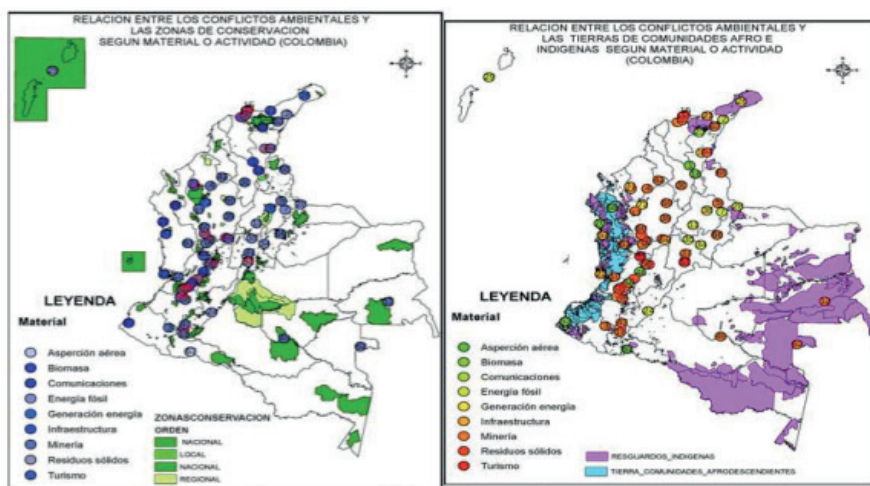 RELACION ENTRE LOS CONFLICTOS AMBIENTALES Y
LAS ZONAS DE CONSERVACION
SEGUN MATERIAL O ACTIVIDAD (COLOMBIA)
LEYENDA
Material
Asperción aérea
Biomasa
Comunicaciones
Energía fósil
Generación energía
Infraestructura
Minería
Residuos sólidos
Turismo
ZONASCONSERVACION
ORDEN
NACIONAL
LOCAL
NACIONAL
REGIONAL
RELACION ENTRE LOS CONFLICTOS AMBIENTALES Y
LAS TIERRAS DE COMUNIDADES AFRO E
INDIGENAS SEGUN MATERIAL O ACTIVIDAD
(COLOMBIA)
LEYENDA
Material
Asperción aérea
Biomasa
Comunicaciones
Energía fósil
Generación energía
Infraestructura
Minería
Residuos sólidos
Turismo
RESGUARDOS_INDIGENAS
TIERRA_COMUNIDADES_AFRODESCENDIENTES